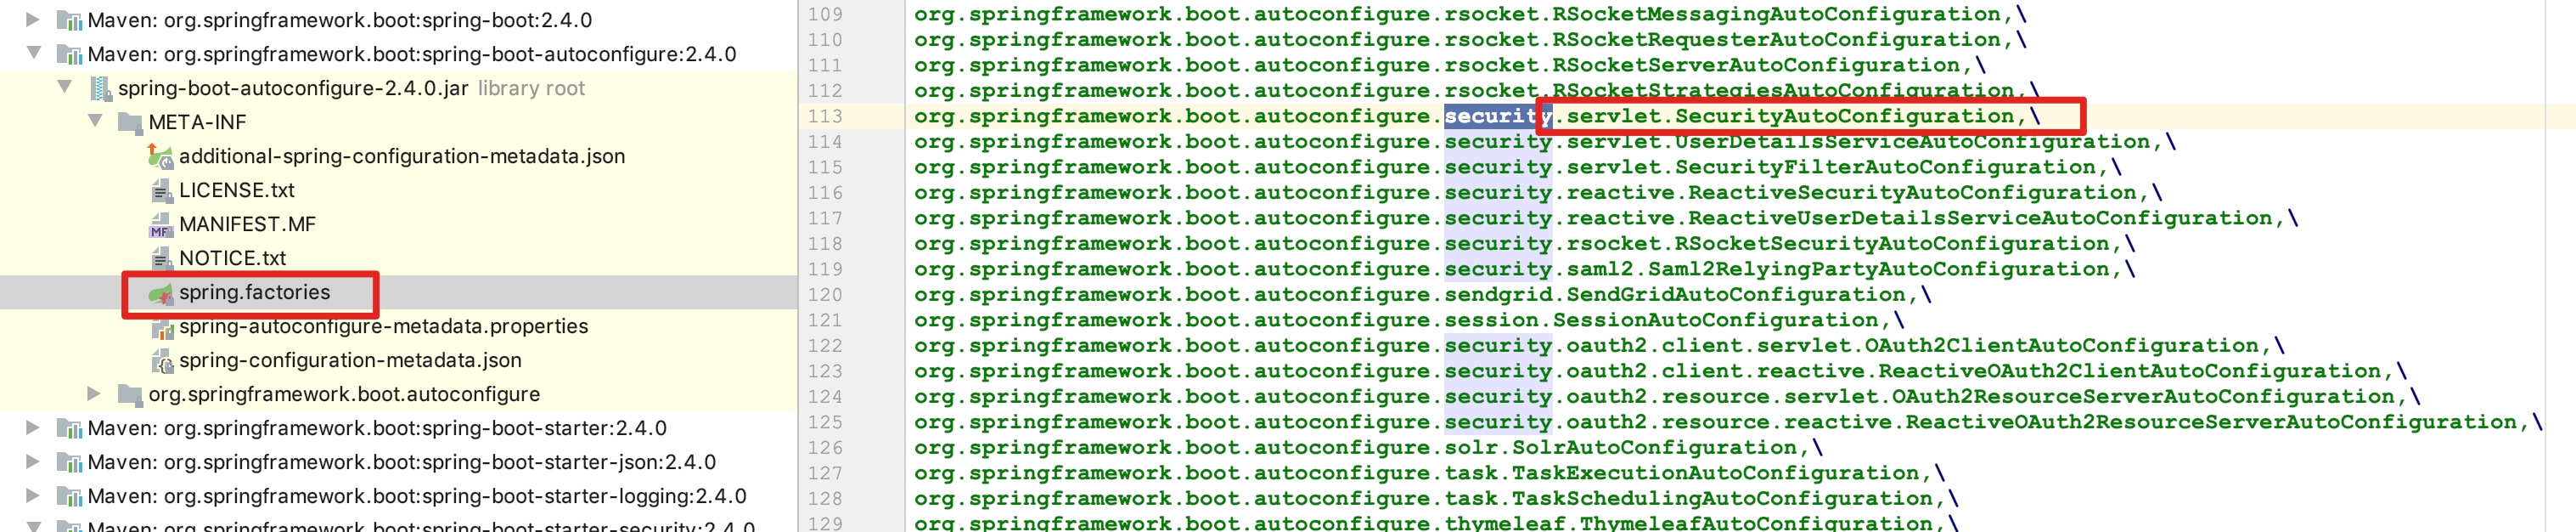 Maven: org.springframework.boot:spring-boot:2.4.0
Maven: org.springframework.boot:spring-boot-autoconfigure:2.4.0
spring-boot-autoconfigure-2.4.0.jar library root
META-INF
additional-spring-configuration-metadata.json
LICENSE.txt
MANIFEST.MF
NOTICE.txt
spring.factories
spring-autoconfigure-metadata.properties
spring-configuration-metadata.json
org.springframework.boot.autoconfigure
Maven: org.springframework.boot:spring-boot-starter:2.4.0
Maven: org.springframework.boot:spring-boot-starter-json:2.4.0
Maven: org.springframework.boot:spring-boot-starter-logging:2.4.0
Maven: org.springframework.boot:spring-boot-starter-security:2.4.0
109 org.springframework.boot.autoconfigure.rsocket.RSocketMessagingAutoConfiguration,\
110 org.springframework.boot.autoconfigure.rsocket.RSocketRequesterAutoConfiguration,\
111 org.springframework.boot.autoconfigure.rsocket.RSocketServerAutoConfiguration,\
112 org.springframework.boot.autoconfigure.rsocket.RSocketStrategiesAutoConfiguration,\
113 org.springframework.boot.autoconfigure.security.servlet.SecurityAutoConfiguration,\
114 org.springframework.boot.autoconfigure.security.servlet.UserDetailsServiceAutoConfiguration,\
115 org.springframework.boot.autoconfigure.security.servlet.SecurityFilterAutoConfiguration,\
116 org.springframework.boot.autoconfigure.security.reactive.ReactiveSecurityAutoConfiguration,\
117 org.springframework.boot.autoconfigure.security.reactive.ReactiveUserDetailsServiceAutoConfiguration,\
118 org.springframework.boot.autoconfigure.security.rsocket.RSocketSecurityAutoConfiguration,\
119 org.springframework.boot.autoconfigure.security.saml2.Saml2RelyingPartyAutoConfiguration,\
120 org.springframework.boot.autoconfigure.sendgrid.SendGridAutoConfiguration,\
121 org.springframework.boot.autoconfigure.session.SessionAutoConfiguration,\
122 org.springframework.boot.autoconfigure.security.oauth2.client.servlet.OAuth2ClientAutoConfiguration,\
123 org.springframework.boot.autoconfigure.security.oauth2.client.reactive.ReactiveOAuth2ClientAutoConfiguration,\
124 org.springframework.boot.autoconfigure.security.oauth2.resource.servlet.OAuth2ResourceServerAutoConfiguration,\
125 org.springframework.boot.autoconfigure.security.oauth2.resource.reactive.ReactiveOAuth2ResourceServerAutoConfiguration,\
126 org.springframework.boot.autoconfigure.solr.SolrAutoConfiguration,\
127 org.springframework.boot.autoconfigure.task.TaskExecutionAutoConfiguration,\
128 org.springframework.boot.autoconfigure.task.TaskSchedulingAutoConfiguration,\
129 org.springframework.boot.autoconfigure.thymeleaf.ThymeleafAutoConfiguration,\